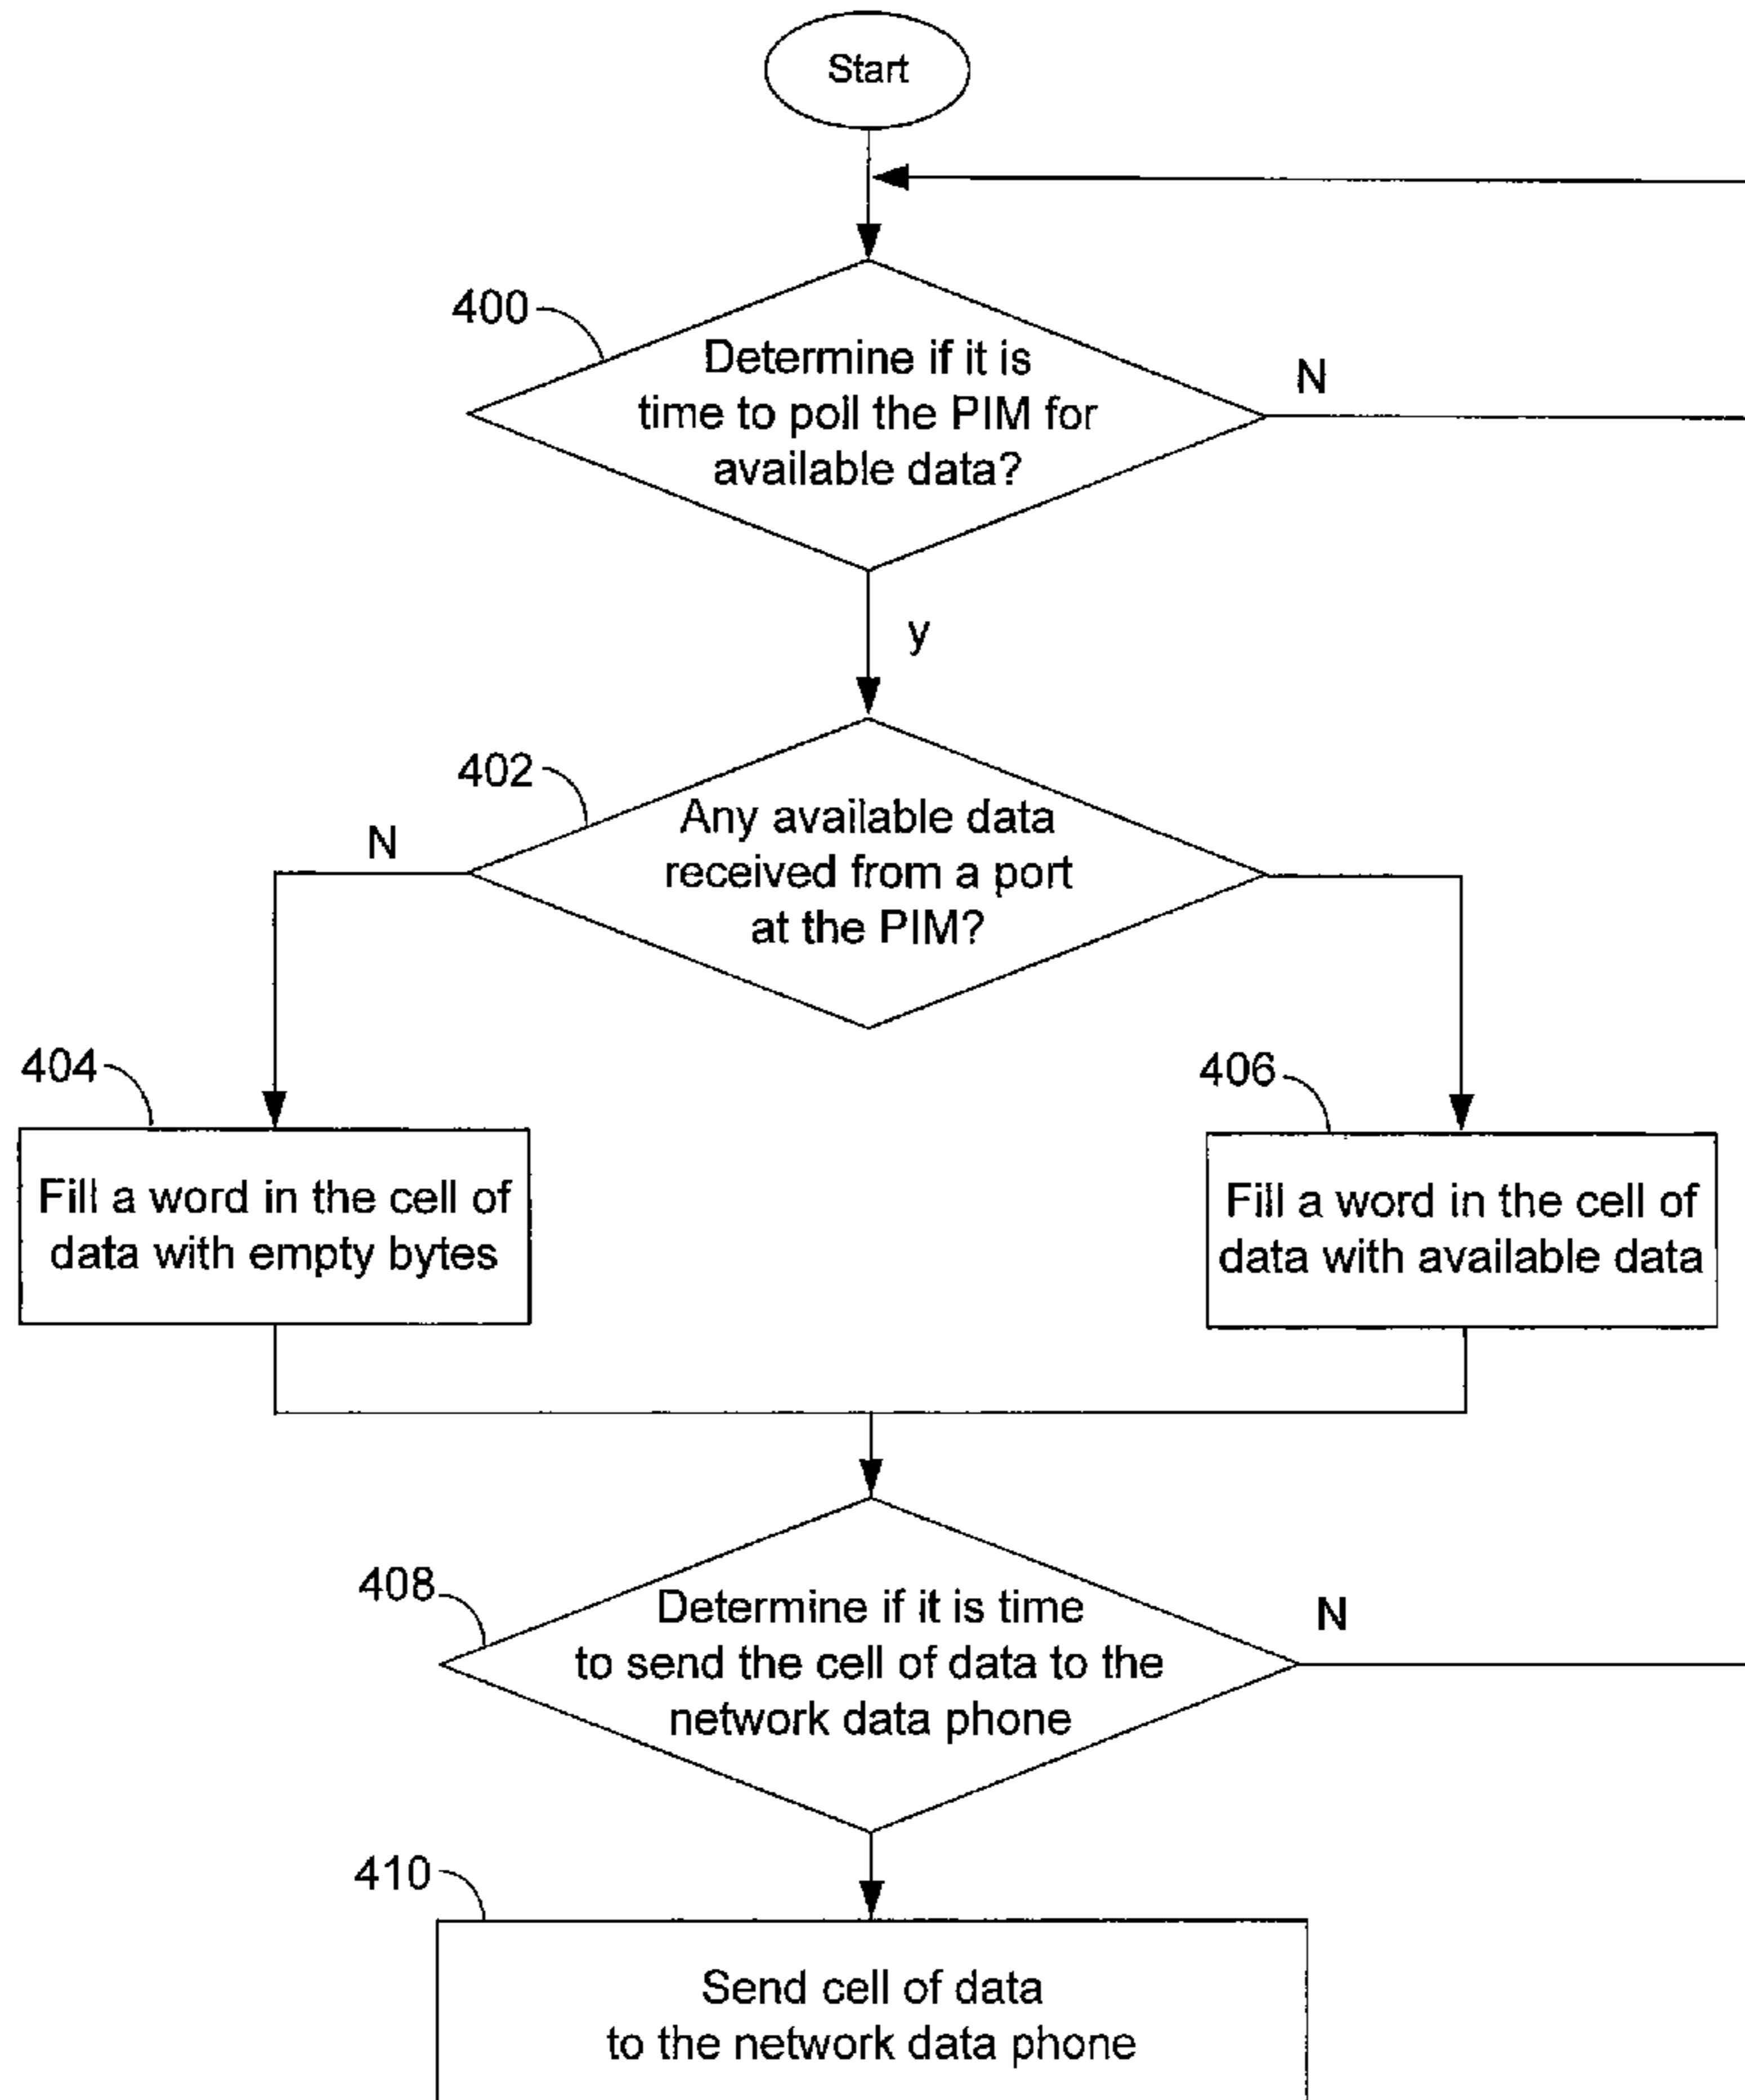 Start
400
Determine if it is
time to poll the PIM for
available data?
N
y
402
Any available data
received from a port
at the PIM?
N
404
Fill a word in the cell of
data with empty bytes
406
Fill a word in the cell of
data with available data
408
Determine if it is time
to send the cell of data to the
network data phone
N
410
Send cell of data
to the network data phone